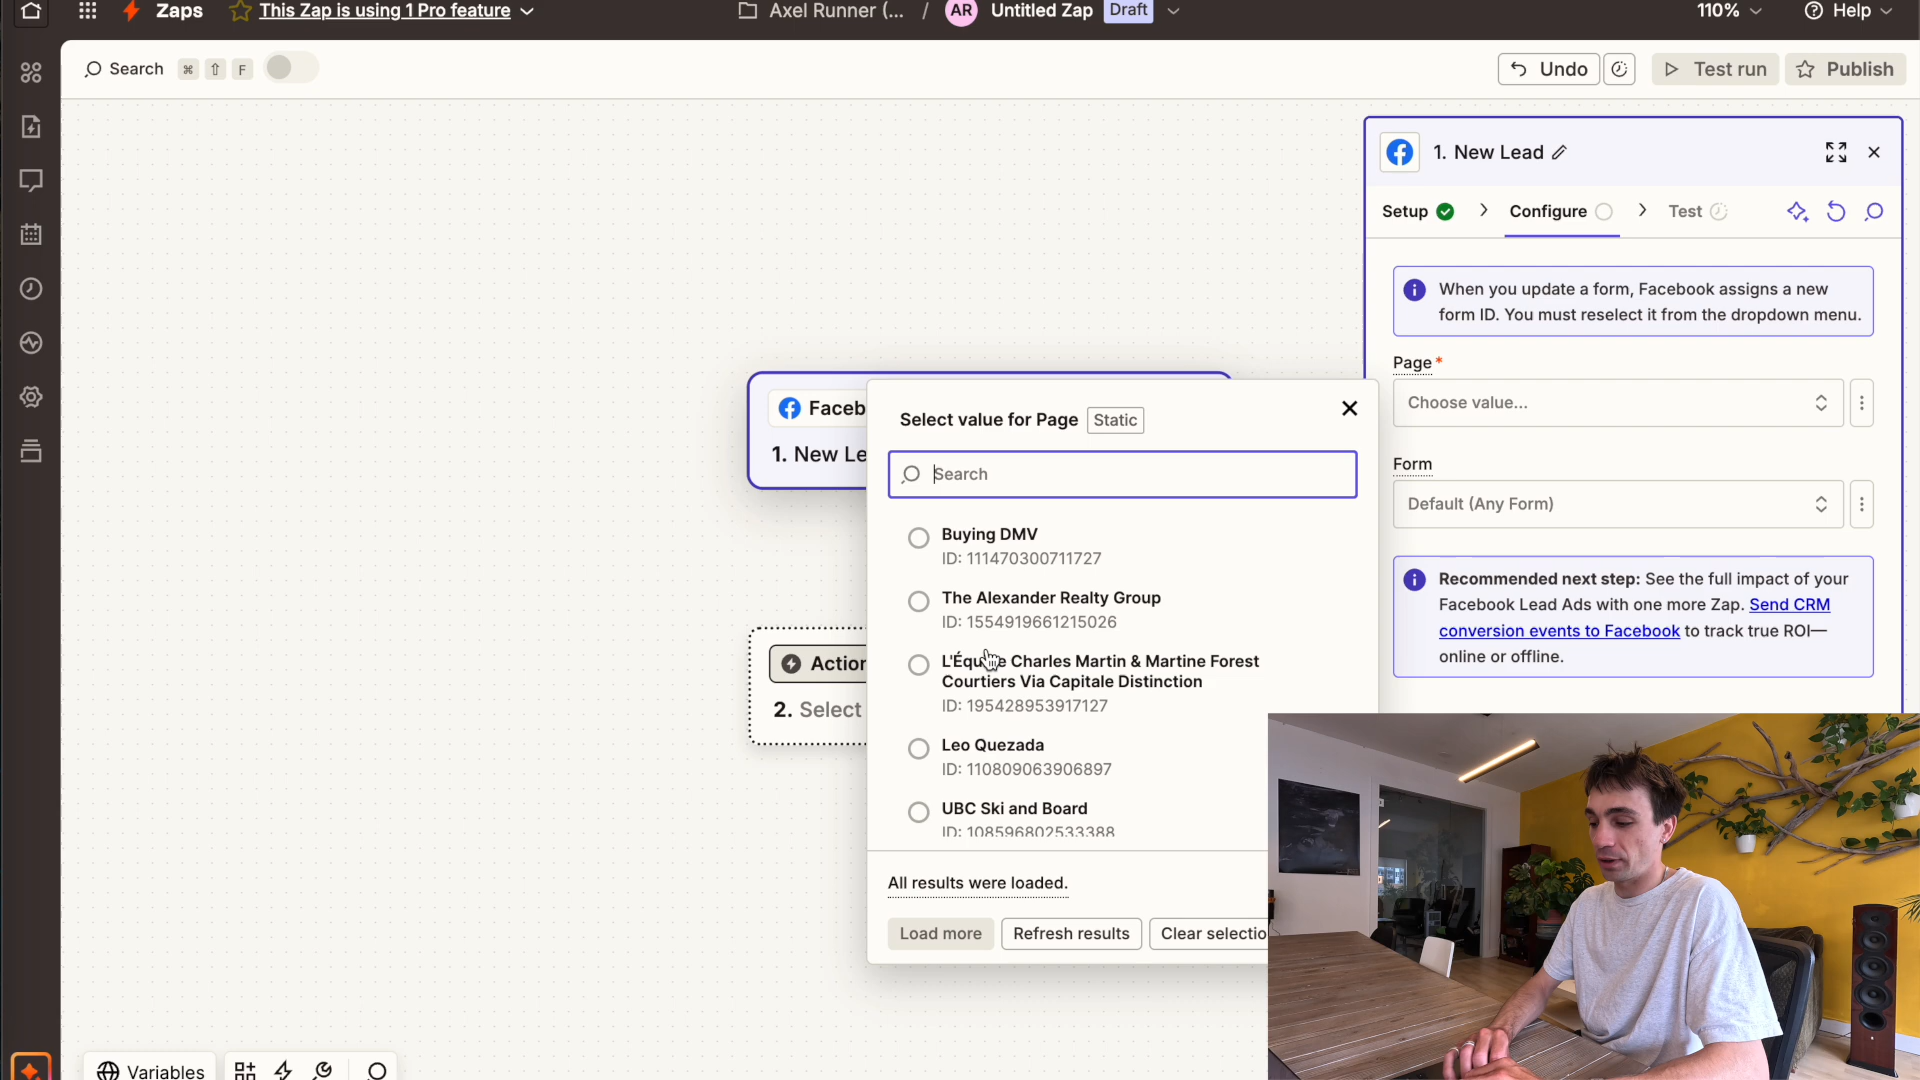 Zaps
This Zap is using 1 Pro feature
Axel Runner (...
/
AR
Untitled Zap
Draft
110%
Help
Search
⌘
⇧
F
Undo
Test run
Publish
1. New Lead
Setup
Configure
Test
When you update a form, Facebook assigns a new
form ID. You must reselect it from the dropdown menu.
Page *
Choose value...
Form
Default (Any Form)
Recommended next step: See the full impact of your
Facebook Lead Ads with one more Zap. Send CRM
conversion events to Facebook to track true ROI—
online or offline.
Faceb
1. New Le
Action
2. Select
Select value for Page
Static
Search
Buying DMV
ID: 111470300711727
The Alexander Realty Group
ID: 1554919661215026
Charles Martin & Martine Forest
Courtiers Via Capitale Distinction
ID: 195428953917127
Leo Quezada
ID: 110809063906897
UBC Ski and Board
ID: 108596802533388
All results were loaded.
Load more
Refresh results
Clear selectio
Variables